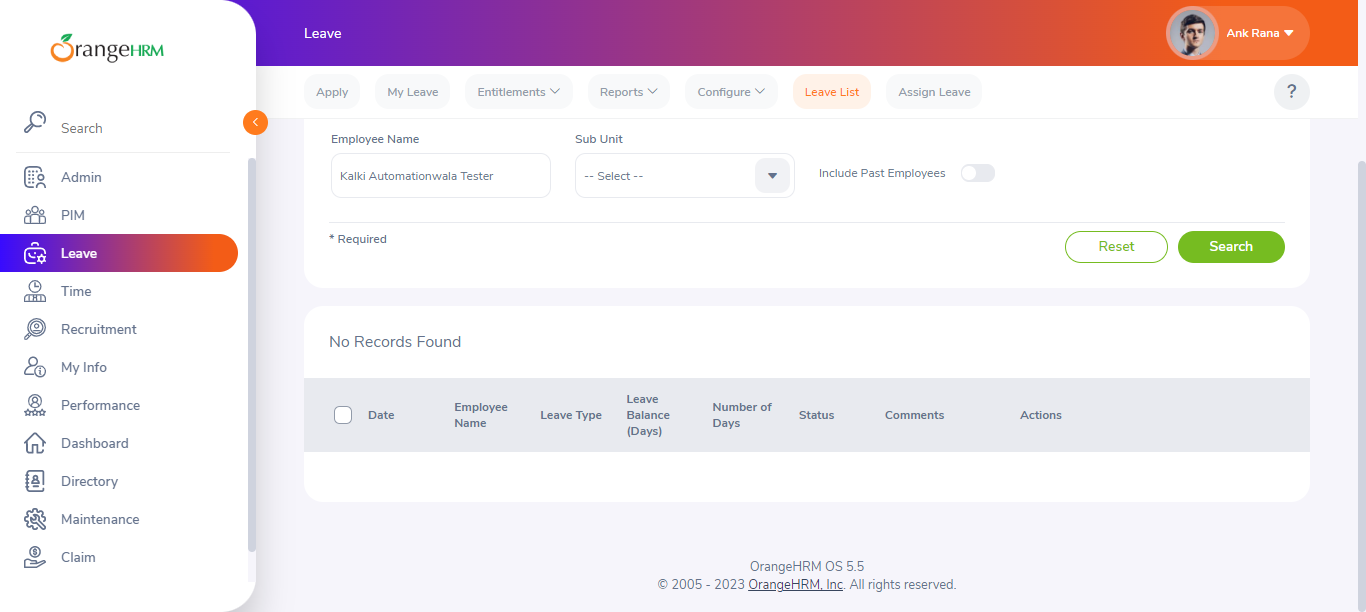 OrangeHRM
Leave
Ank Rana
Search
Admin
PIM
Leave
Time
Recruitment
My Info
Performance
Dashboard
Directory
Maintenance
Claim
Apply
My Leave
Entitlements
Reports
Configure
Leave List
Assign Leave
?
Employee Name
Sub Unit
Kalki Automationwala Tester
-- Select --
Include Past Employees
* Required
Reset
Search
No Records Found
Date
Employee
Name
Leave Type
Leave
Balance
(Days)
Number of
Days
Status
Comments
Actions
OrangeHRM OS 5.5
© 2005 - 2023 OrangeHRM, Inc. All rights reserved.